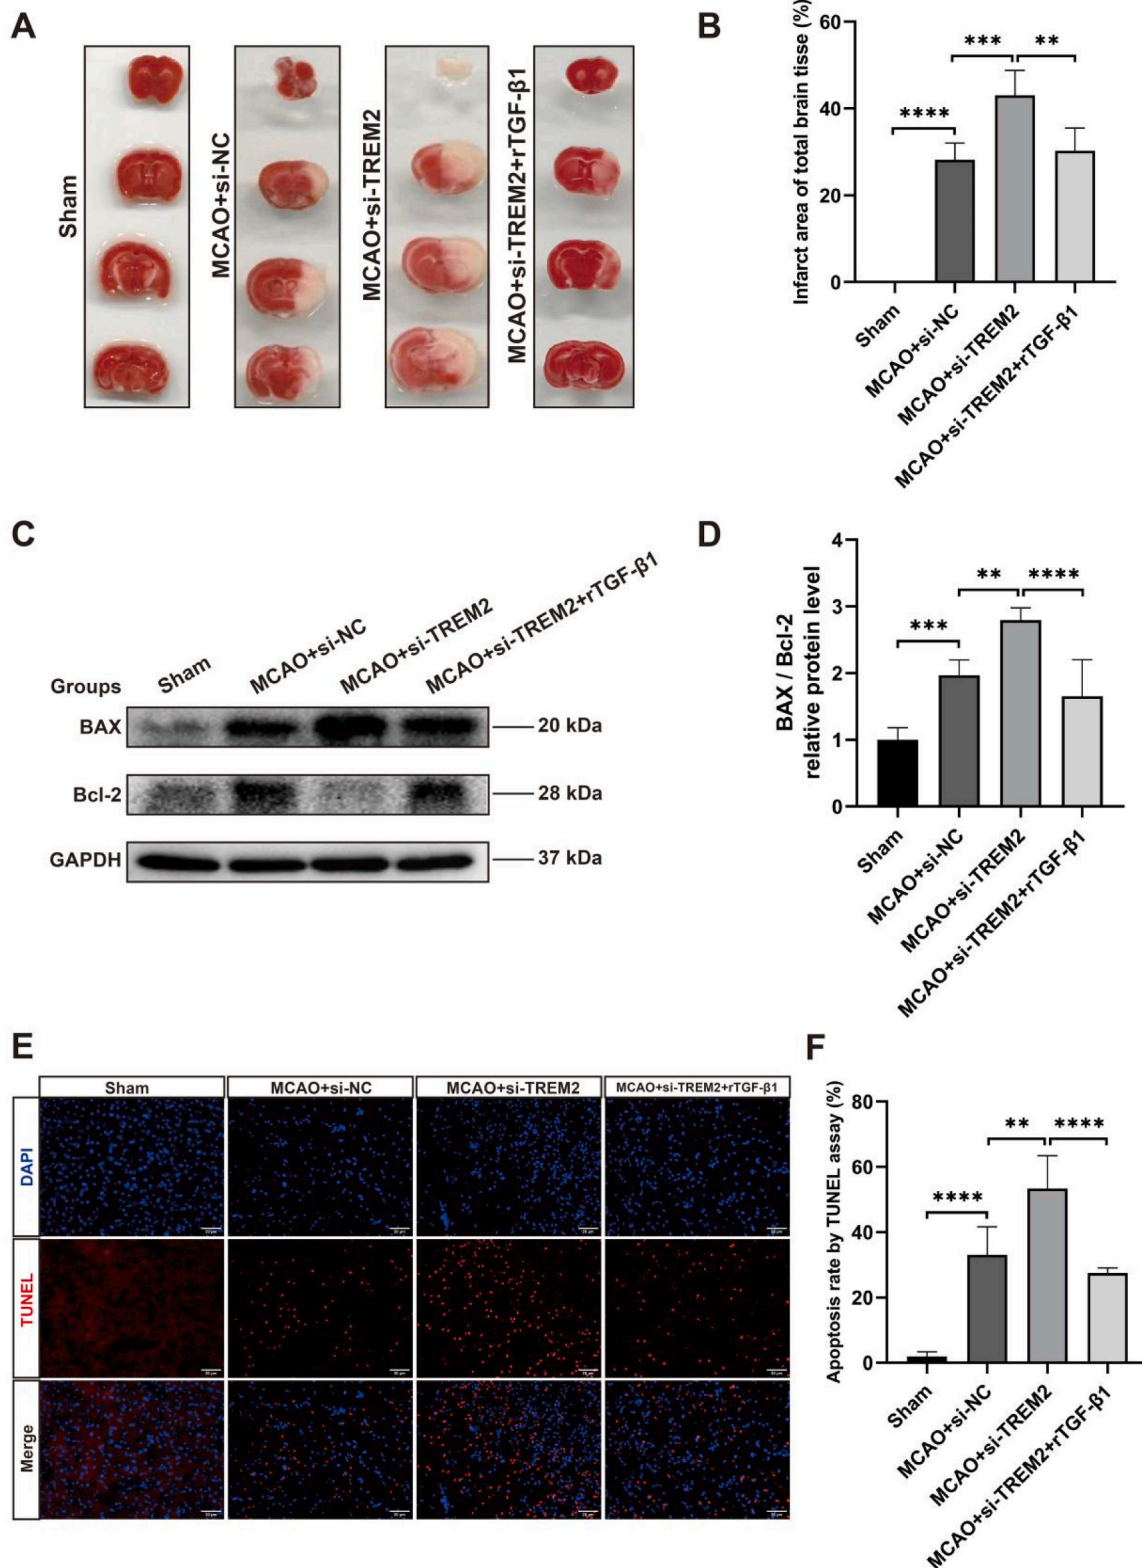 A
Sham
MCAO+si-NC
MCAO+si-TREM2
MCAO+si-TREM2+rTGF-β1
B
Infarct area of total brain tisse (%)
60
40
20
0
****
***
**
Sham
MCAO+si-NC
MCAO+si-TREM2
MCAO+si-TREM2+rTGF-β1
C
Groups
Sham
MCAO+si-NC
MCAO+si-TREM2
MCAO+si-TREM2+rTGF-β1
BAX
20 kDa
Bcl-2
28 kDa
GAPDH
37 kDa
D
BAX / Bcl-2
relative protein level
4
3
2
1
0
***
**
****
Sham
MCAO+si-NC
MCAO+si-TREM2
MCAO+si-TREM2+rTGF-β1
E
Sham
MCAO+si-NC
MCAO+si-TREM2
MCAO+si-TREM2+rTGF-β1
DAPI
TUNEL
Merge
F
Apoptosis rate by TUNEL assay (%)
80
60
40
20
0
****
**
****
Sham
MCAO+si-NC
MCAO+si-TREM2
MCAO+si-TREM2+rTGF-β1